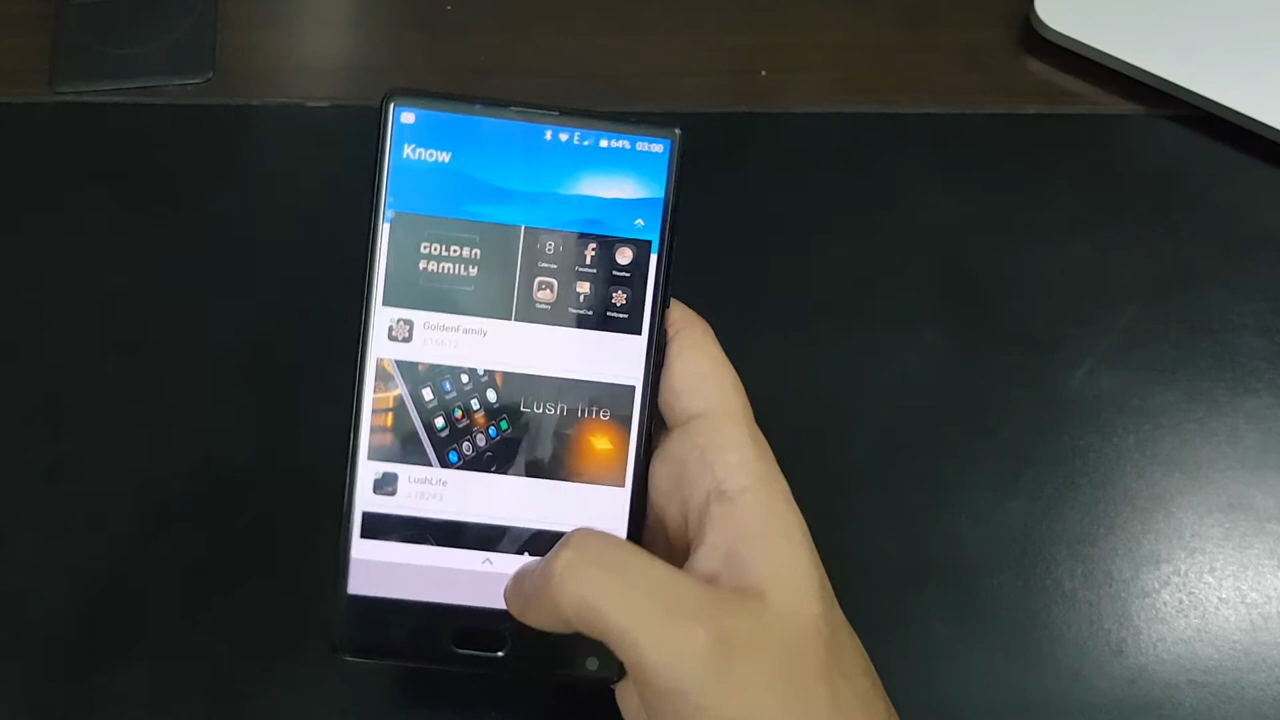 E 64% 03:00
Know
GOLDEN
FAMILY
8
Calendar Facebook Weather
Gallery ThemeClub Wallpaper
GoldenFamily
Lush life
LushLife